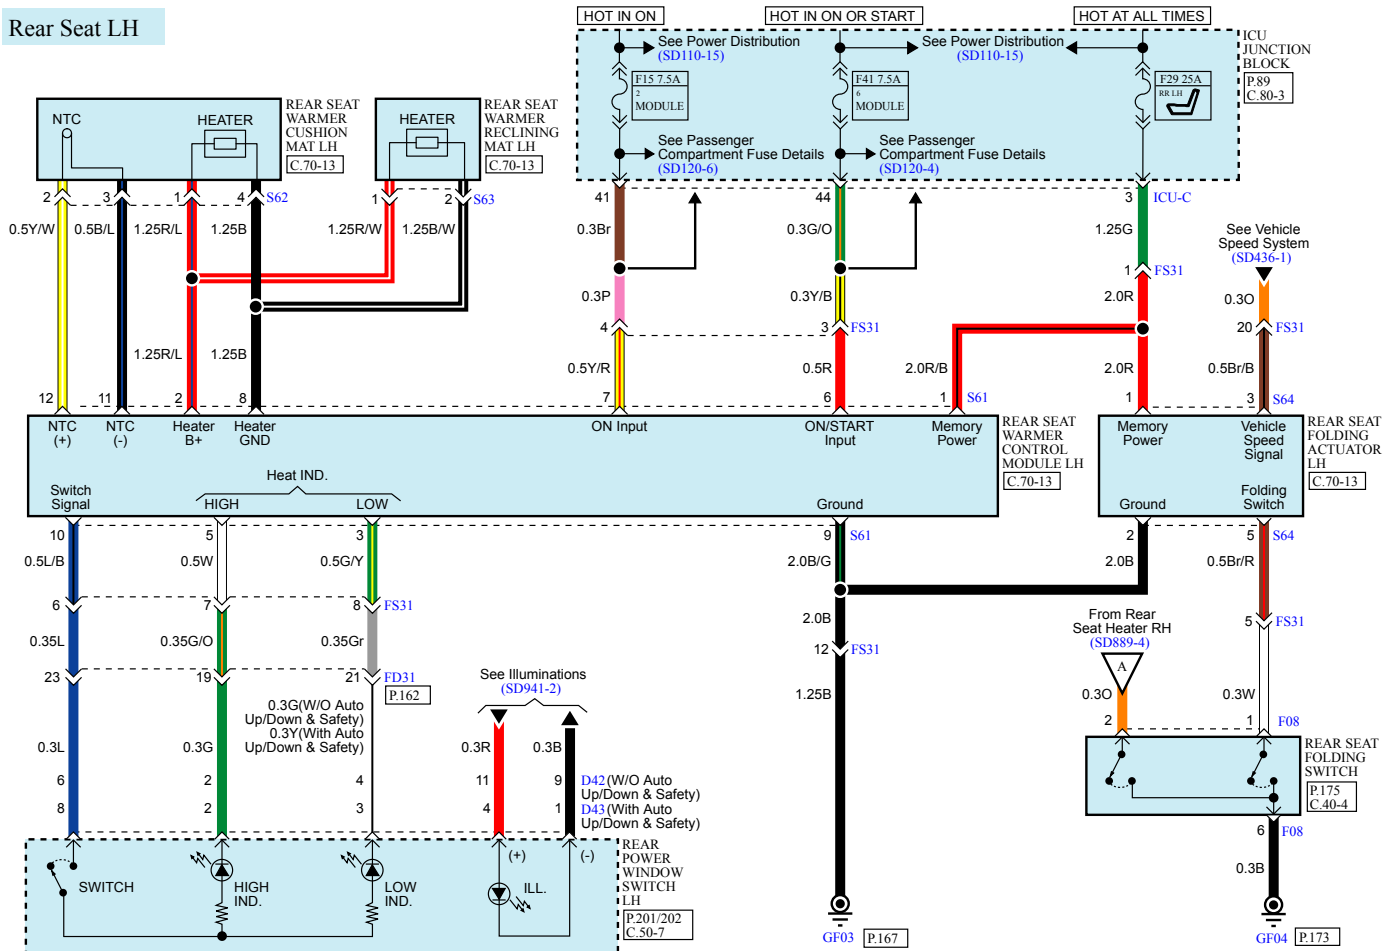 Rear Seat LH
HOT IN ON
HOT IN ON OR START
HOT AT ALL TIMES
See Power Distribution
(SD110-15)
See Power Distribution
(SD110-15)
ICU
JUNCTION
BLOCK
P.89
C.80-3
F15 7.5A
2
MODULE
F41 7.5A
6
MODULE
F29 25A
RR LH
See Passenger
Compartment Fuse Details
(SD120-6)
See Passenger
Compartment Fuse Details
(SD120-4)
NTC
HEATER
REAR SEAT
WARMER
CUSHION
MAT LH
C.70-13
HEATER
REAR SEAT
WARMER
RECLINING
MAT LH
C.70-13
2
3
1
4
S62
1
2
S63
41
44
3
ICU-C
0.5Y/W
0.5B/L
1.25R/L
1.25B
1.25R/W
1.25B/W
0.3Br
0.3G/O
1.25G
See Vehicle
Speed System
(SD436-1)
1
FS31
0.3P
0.3Y/B
2.0R
0.3O
4
3
FS31
20
FS31
1.25R/L
1.25B
0.5Y/R
0.5R
2.0R/B
2.0R
0.5Br/B
12
11
2
8
7
6
1
S61
1
3
S64
NTC
(+)
NTC
(-)
Heater
B+
Heater
GND
ON Input
ON/START
Input
Memory
Power
REAR SEAT
WARMER
CONTROL
MODULE LH
C.70-13
Memory
Power
Vehicle
Speed
Signal
REAR SEAT
FOLDING
ACTUATOR
LH
C.70-13
Heat IND.
Switch
Signal
HIGH
LOW
Ground
Ground
Folding
Switch
10
5
3
9
S61
2
5
S64
0.5L/B
0.5W
0.5G/Y
2.0B/G
2.0B
0.5Br/R
6
7
8
FS31
2.0B
From Rear
Seat Heater RH
(SD889-4)
5
FS31
0.35L
0.35G/O
0.35Gr
12
FS31
A
23
19
21
FD31
P.162
See Illuminations
(SD941-2)
1.25B
0.3O
0.3W
0.3G(W/O Auto
Up/Down & Safety)
0.3Y(With Auto
Up/Down & Safety)
2
1
F08
0.3L
0.3G
0.3R
0.3B
REAR SEAT
FOLDING
SWITCH
P.175
C.40-4
6
2
4
11
9
D42(W/O Auto
Up/Down & Safety)
8
2
3
4
1
D43(With Auto
Up/Down & Safety)
6
F08
SWITCH
HIGH
IND.
LOW
IND.
(+)
(-)
ILL.
REAR
POWER
WINDOW
SWITCH
LH
P.201/202
C.50-7
0.3B
GF03
P.167
GF04
P.173